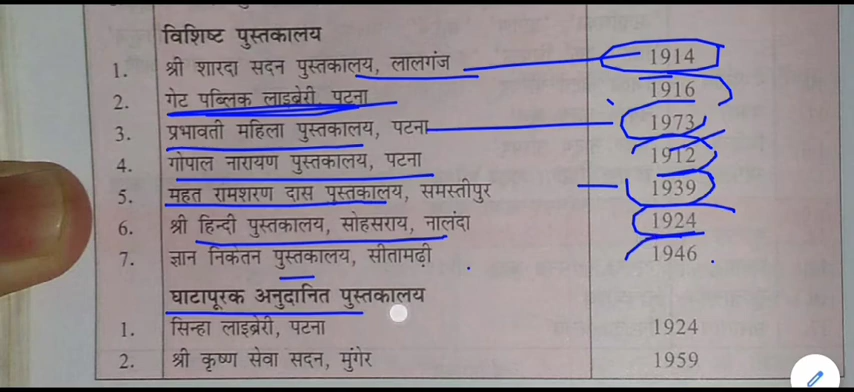 विशिष्ट पुस्तकालय
1. श्री शारदा सदन पुस्तकालय, लालगंज 1914
2. गेट पब्लिक लाइब्रेरी, पटना 1916
3. प्रभावती महिला पुस्तकालय, पटना 1973
4. गोपाल नारायण पुस्तकालय, पटना 1912
5. महत रामशरण दास पुस्तकालय, समस्तीपुर 1939
6. श्री हिन्दी पुस्तकालय, सोहसराय, नालंदा 1924
7. ज्ञान निकेतन पुस्तकालय, सीतामढ़ी 1946
घाटापूरक अनुदानित पुस्तकालय
1. सिन्हा लाइब्रेरी, पटना 1924
2. श्री कृष्ण सेवा सदन, मुंगेर 1959